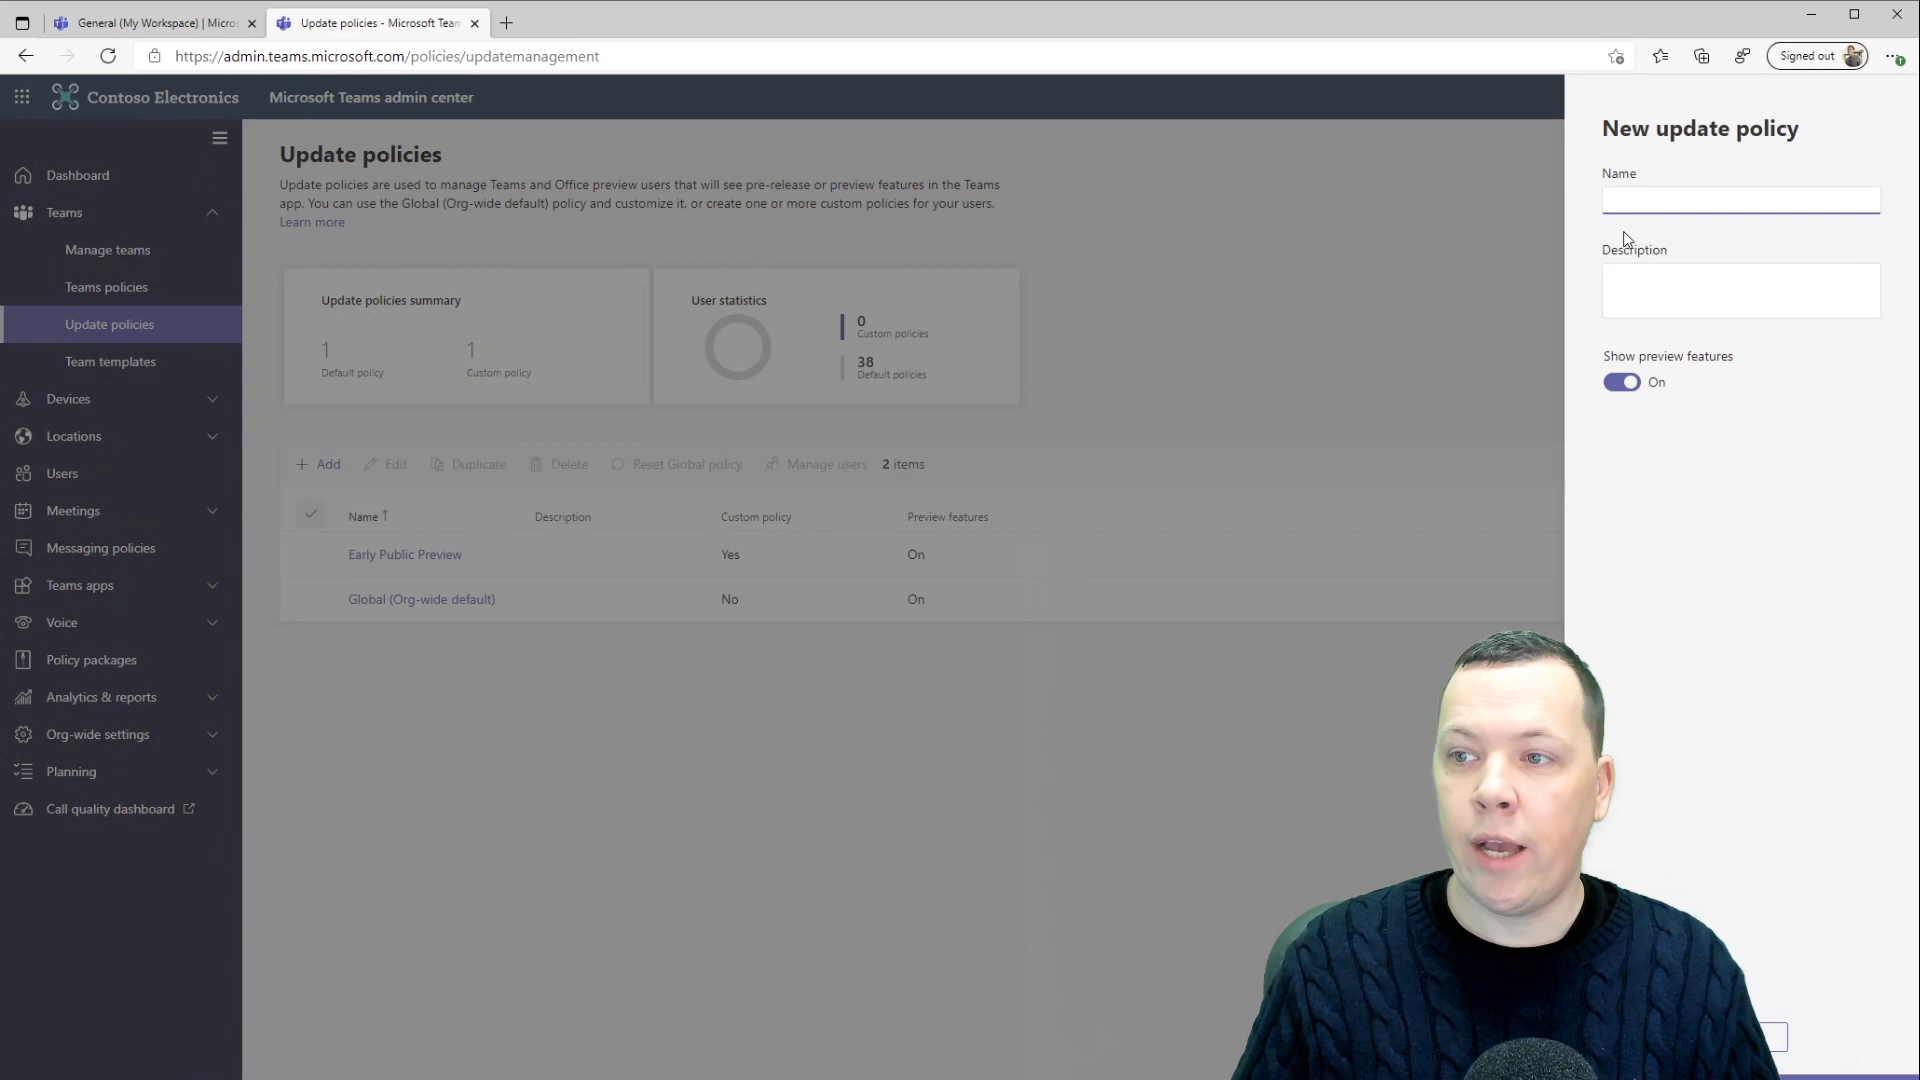 General (My Workspace) | Micros
Update policies - Microsoft Team
https://admin.teams.microsoft.com/policies/updatemanagement
Signed out
Contoso Electronics
Microsoft Teams admin center
Dashboard
Teams
Manage teams
Teams policies
Update policies
Team templates
Devices
Locations
Users
Meetings
Messaging policies
Teams apps
Voice
Policy packages
Analytics & reports
Org-wide settings
Planning
Call quality dashboard
Update policies
Update policies are used to manage Teams and Office preview users that will see pre-release or preview features in the Teams
app. You can use the Global (Org-wide default) policy and customize it, or create one or more custom policies for your users.
Learn more
Update policies summary
1
Default policy
1
Custom policy
User statistics
0
Custom policies
38
Default policies
Add Edit Duplicate Delete Reset Global policy Manage users 2 items
Name Description Custom policy Preview features
Early Public Preview Yes On
Global (Org-wide default) No On
New update policy
Name
Description
Show preview features
On